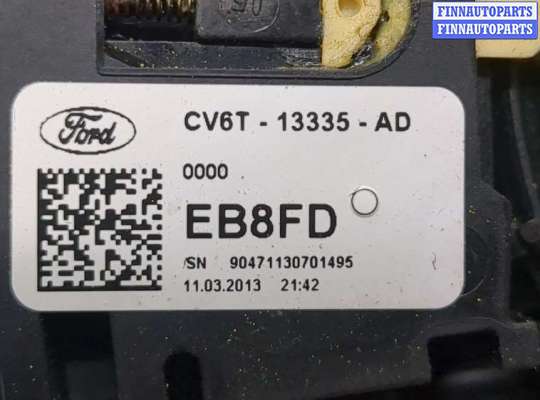 FINNAUTOPARTS
FINNAUTOPARTS
Ford
CV6T - 13335 - AD
0000
EB8FD
/SN 90471130701495
11.03.2013 21:42